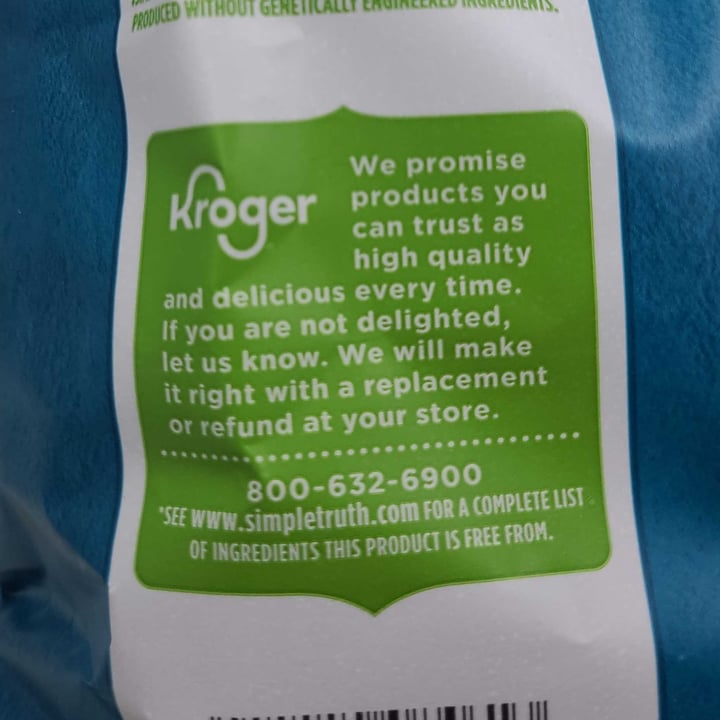 PRODUCED WITHOUT GENETICALLY ENGINEERED INGREDIENTS.
Kroger
We promise
products you
can trust as
high quality
and delicious every time.
If you are not delighted,
let us know. We will make
it right with a replacement
or refund at your store.
800-632-6900
*SEE www.simpletruth.com FOR A COMPLETE LIST
OF INGREDIENTS THIS PRODUCT IS FREE FROM.